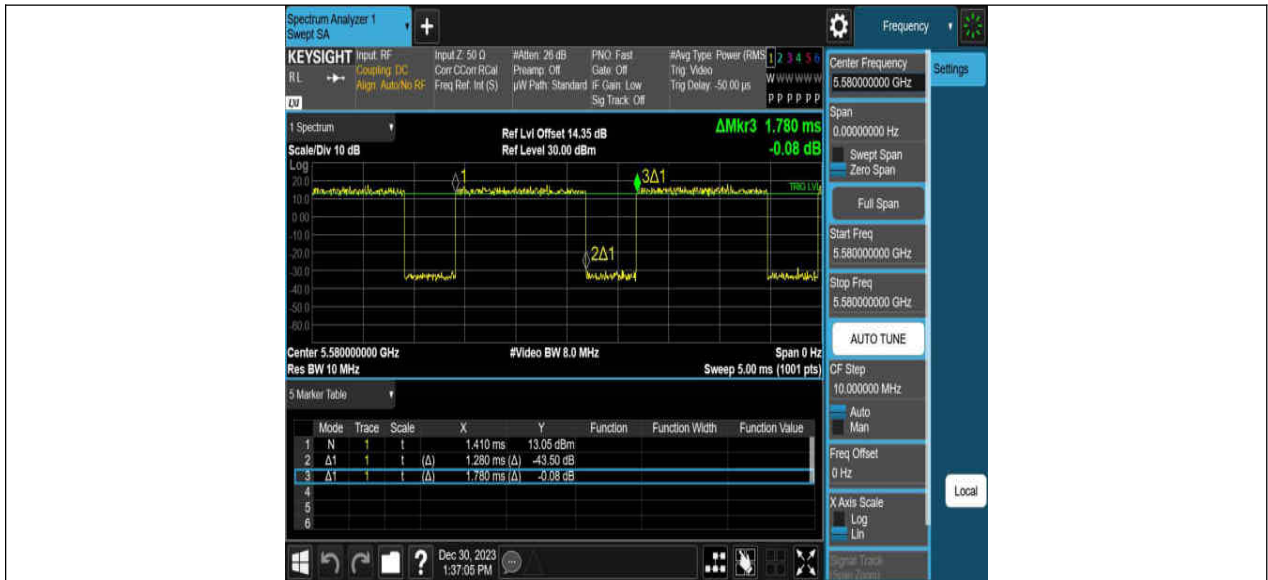 Spectrum Analyzer 1
Swept SA
+
Frequency
KEYSIGHT
RL
LXI
Input: RF
Coupling: DC
Align: Auto/No RF
Input Z: 50 Ω
Corr CCorr RCal
Freq Ref: Int (S)
#Atten: 26 dB
Preamp: Off
µW Path: Standard
PNO: Fast
Gate: Off
IF Gain: Low
Sig Track: Off
#Avg Type: Power (RMS
Trig: Video
Trig Delay: -50.00 µs
1 2 3 4 5 6
W W W W W W
P P P P P P
Center Frequency
5.580000000 GHz
Settings
Span
0.00000000 Hz
Swept Span
Zero Span
Full Span
Start Freq
5.580000000 GHz
Stop Freq
5.580000000 GHz
AUTO TUNE
CF Step
10.000000 MHz
Auto
Man
Freq Offset
0 Hz
X Axis Scale
Log
Lin
Signal Track
(Span Zoom)
Local
1 Spectrum
Scale/Div 10 dB
Ref Lvl Offset 14.35 dB
Ref Level 30.00 dBm
ΔMkr3 1.780 ms
-0.08 dB
Log
20.0
10.0
0.00
-10.0
-20.0
-30.0
-40.0
-50.0
-60.0
1
3Δ1
TRIG LVL
2Δ1
Center 5.580000000 GHz
#Video BW 8.0 MHz
Span 0 Hz
Res BW 10 MHz
Sweep 5.00 ms (1001 pts)
5 Marker Table
Mode Trace Scale X Y Function Function Width Function Value
1 N 1 t 1.410 ms 13.05 dBm
2 Δ1 1 t (Δ) 1.280 ms (Δ) -43.50 dB
3 Δ1 1 t (Δ) 1.780 ms (Δ) -0.08 dB
4
5
6
?
Dec 30, 2023
1:37:05 PM